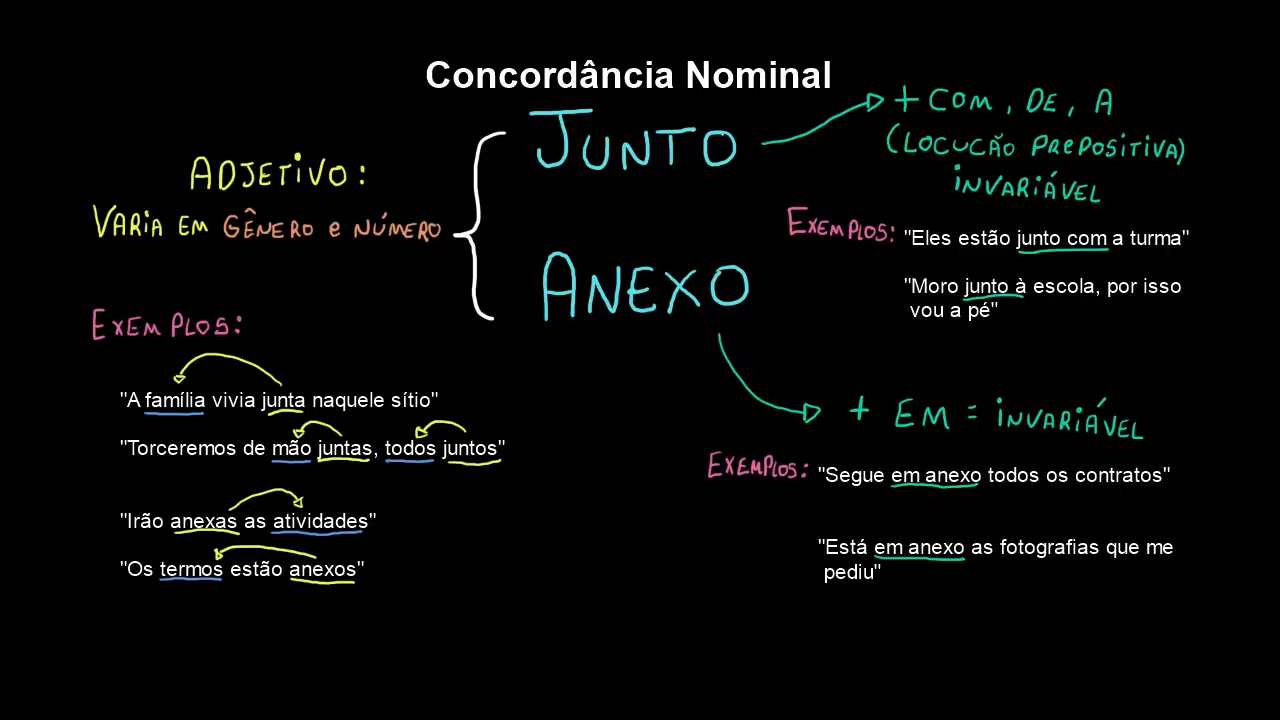 Concordância Nominal
ADJETIVO:
VARIA EM GÊNERO e NÚMERO
JUNTO
ANEXO
+ COM, DE, A
(LOCUCÃO PREPOSITIVA)
INVARIÁVEL
EXEMPLOS:
"Eles estão junto com a turma"
"Moro junto à escola, por isso
vou a pé"
EXEMPLOS:
"A família vivia junta naquele sítio"
"Torceremos de mão juntas, todos juntos"
"Irão anexas as atividades"
"Os termos estão anexos"
+ EM = INVARIÁVEL
EXEMPLOS:
"Segue em anexo todos os contratos"
"Está em anexo as fotografias que me
pediu"